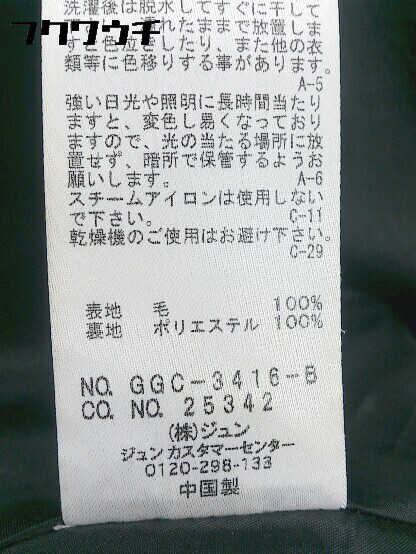 洗濯後は脱水してすぐに干して
濡れたままで放置しま
すと色泣きしたり、また他の衣
類等に色移りする事があります。
A-5
強い日光や照明に長時間当たり
ますと、変色し易くなっており
ますので、光の当たる場所に放
置せず、暗所で保管するようお
願いします。
A-6
スチームアイロンは使用しない
で下さい。
C-11
乾燥機のご使用はお避け下さい。
C-29
表地 毛 100%
裏地 ポリエステル 100%
NO. GGC-3416-B
CO. NO. 25342
(株)ジュン
ジュン カスタマーセンター
0120-298-133
中国製
フクウチ